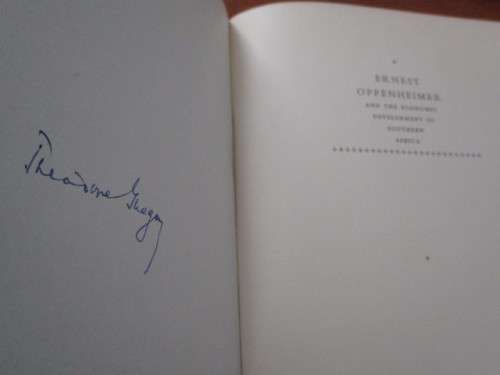 Theodore Gregory
ERNEST
OPPENHEIMER
AND THE ECONOMIC
DEVELOPMENT OF
SOUTHERN
AFRICA